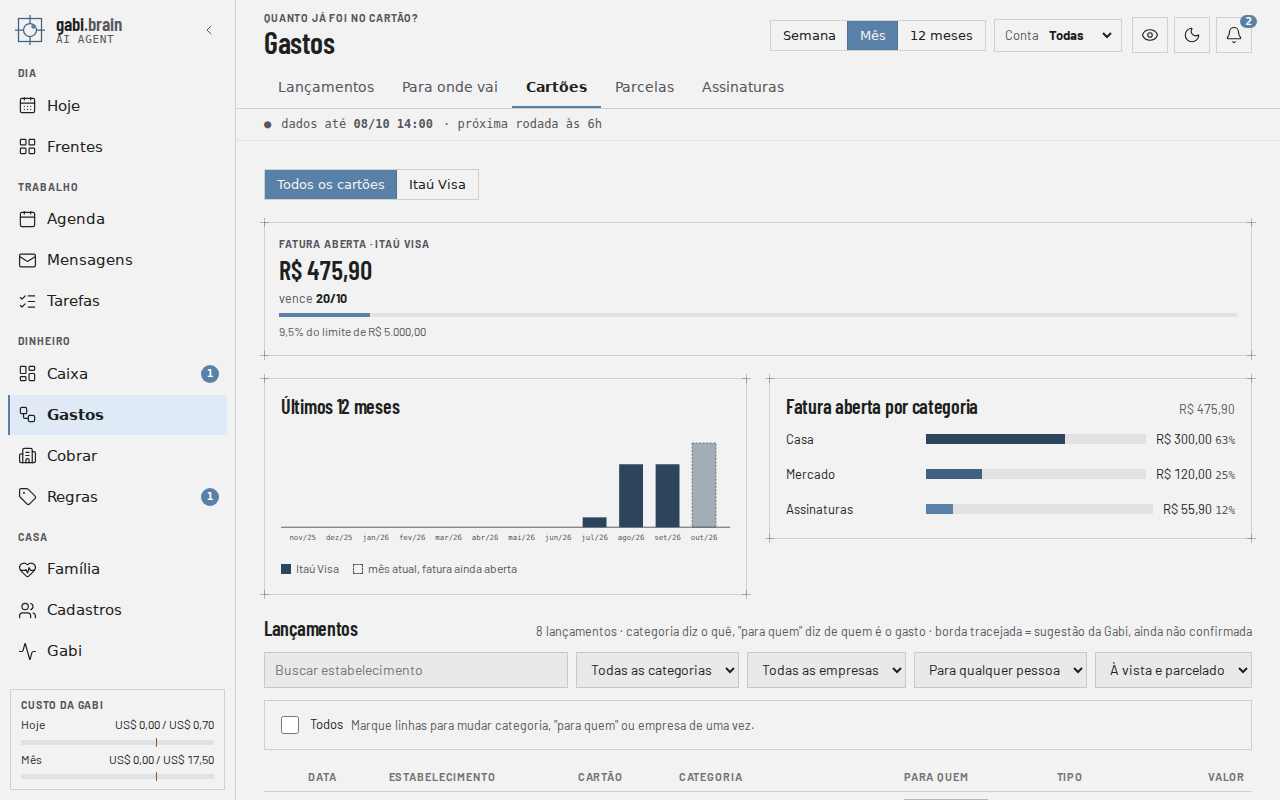 gabi.brain
AI AGENT
DIA
Hoje
Frentes
TRABALHO
Agenda
Mensagens
Tarefas
DINHEIRO
Caixa 1
Gastos
Cobrar
Regras 1
CASA
Família
Cadastros
Gabi
CUSTO DA GABI
Hoje US$ 0,00 / US$ 0,70
Mês US$ 0,00 / US$ 17,50
QUANTO JÁ FOI NO CARTÃO?
Gastos
Semana Mês 12 meses Conta Todas 2
Lançamentos Para onde vai Cartões Parcelas Assinaturas
● dados até 08/10 14:00 · próxima rodada às 6h
Todos os cartões Itaú Visa
FATURA ABERTA · ITAÚ VISA
R$ 475,90
vence 20/10
9,5% do limite de R$ 5.000,00
Últimos 12 meses
nov/25 dez/25 jan/26 fev/26 mar/26 abr/26 mai/26 jun/26 jul/26 ago/26 set/26 out/26
Itaú Visa mês atual, fatura ainda aberta
Fatura aberta por categoria R$ 475,90
Casa R$ 300,00 63%
Mercado R$ 120,00 25%
Assinaturas R$ 55,90 12%
Lançamentos 8 lançamentos · categoria diz o quê, "para quem" diz de quem é o gasto · borda tracejada = sugestão da Gabi, ainda não confirmada
Buscar estabelecimento Todas as categorias Todas as empresas Para qualquer pessoa À vista e parcelado
Todos Marque linhas para mudar categoria, "para quem" ou empresa de uma vez.
DATA ESTABELECIMENTO CARTÃO CATEGORIA PARA QUEM TIPO VALOR